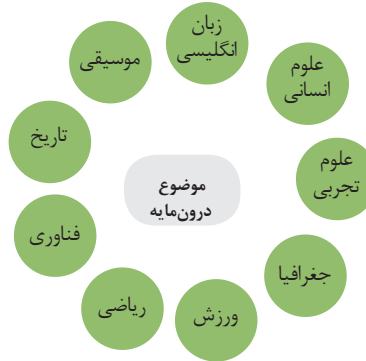 زبان
انگلیسی
علوم
انسانی
علوم
تجربی
جغرافیا
ورزش
ریاضی
فناوری
تاریخ
موسیقی
موضوع
درون‌مایه